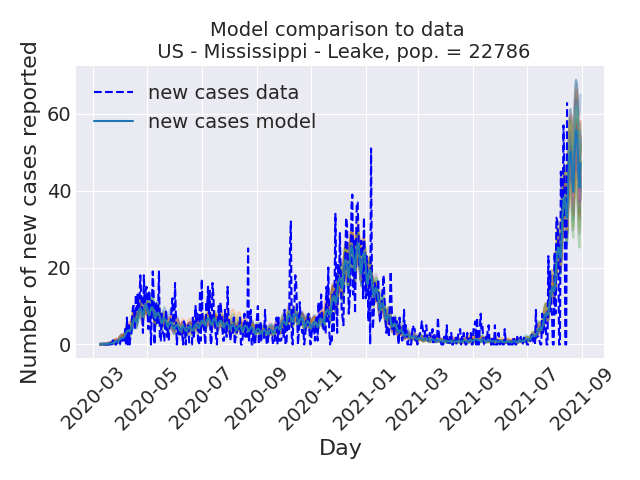 Model comparison to data
US - Mississippi - Leake, pop. = 22786
Number of new cases reported
60
40
20
0
new cases data
new cases model
2020-03
2020-05
2020-07
2020-09
2020-11
2021-01
2021-03
2021-05
2021-07
2021-09
Day